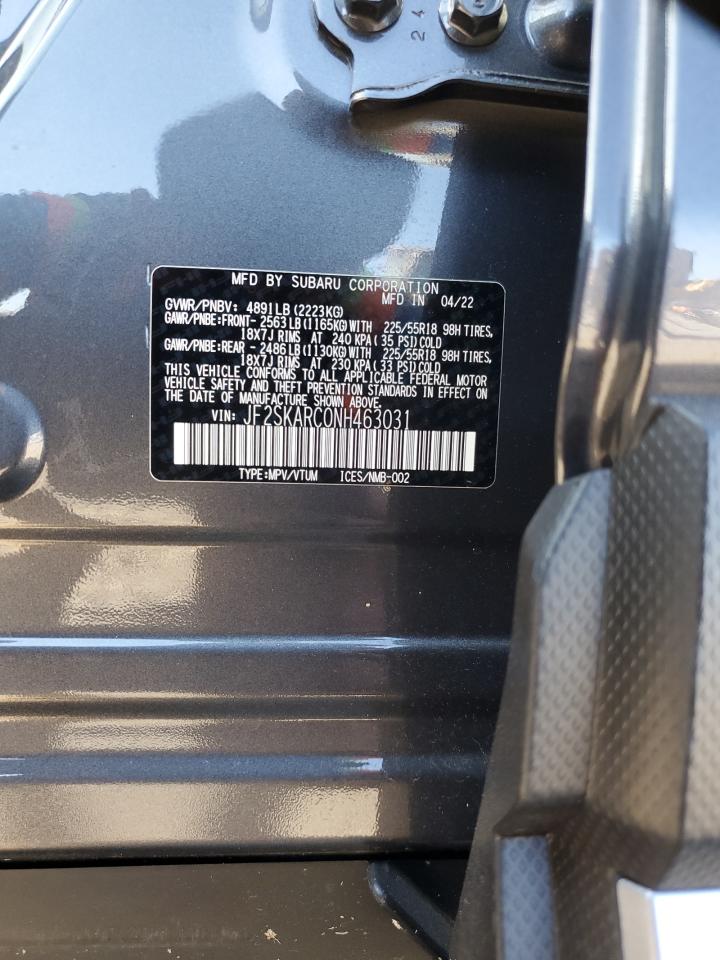 24
MFD BY SUBARU CORPORATION
MFD IN 04/22
GVWR/PNBV: 4891LB (2223KG)
GAWR/PNBE:FRONT- 2563LB (1165KG) WITH 225/55R18 98H TIRES,
18X7J RIMS AT 240 KPA ( 35 PSI) COLD
GAWR/PNBE:REAR - 2486LB (1130KG) WITH 225/55R18 98H TIRES,
18X7J RIMS AT 230 KPA ( 33 PSI) COLD
THIS VEHICLE CONFORMS TO ALL APPLICABLE FEDERAL MOTOR
VEHICLE SAFETY AND THEFT PREVENTION STANDARDS IN EFFECT ON
THE DATE OF MANUFACTURE SHOWN ABOVE.
VIN: JF2SKARC0NH463031
TYPE:MPV/VTUM ICES/NMB-002